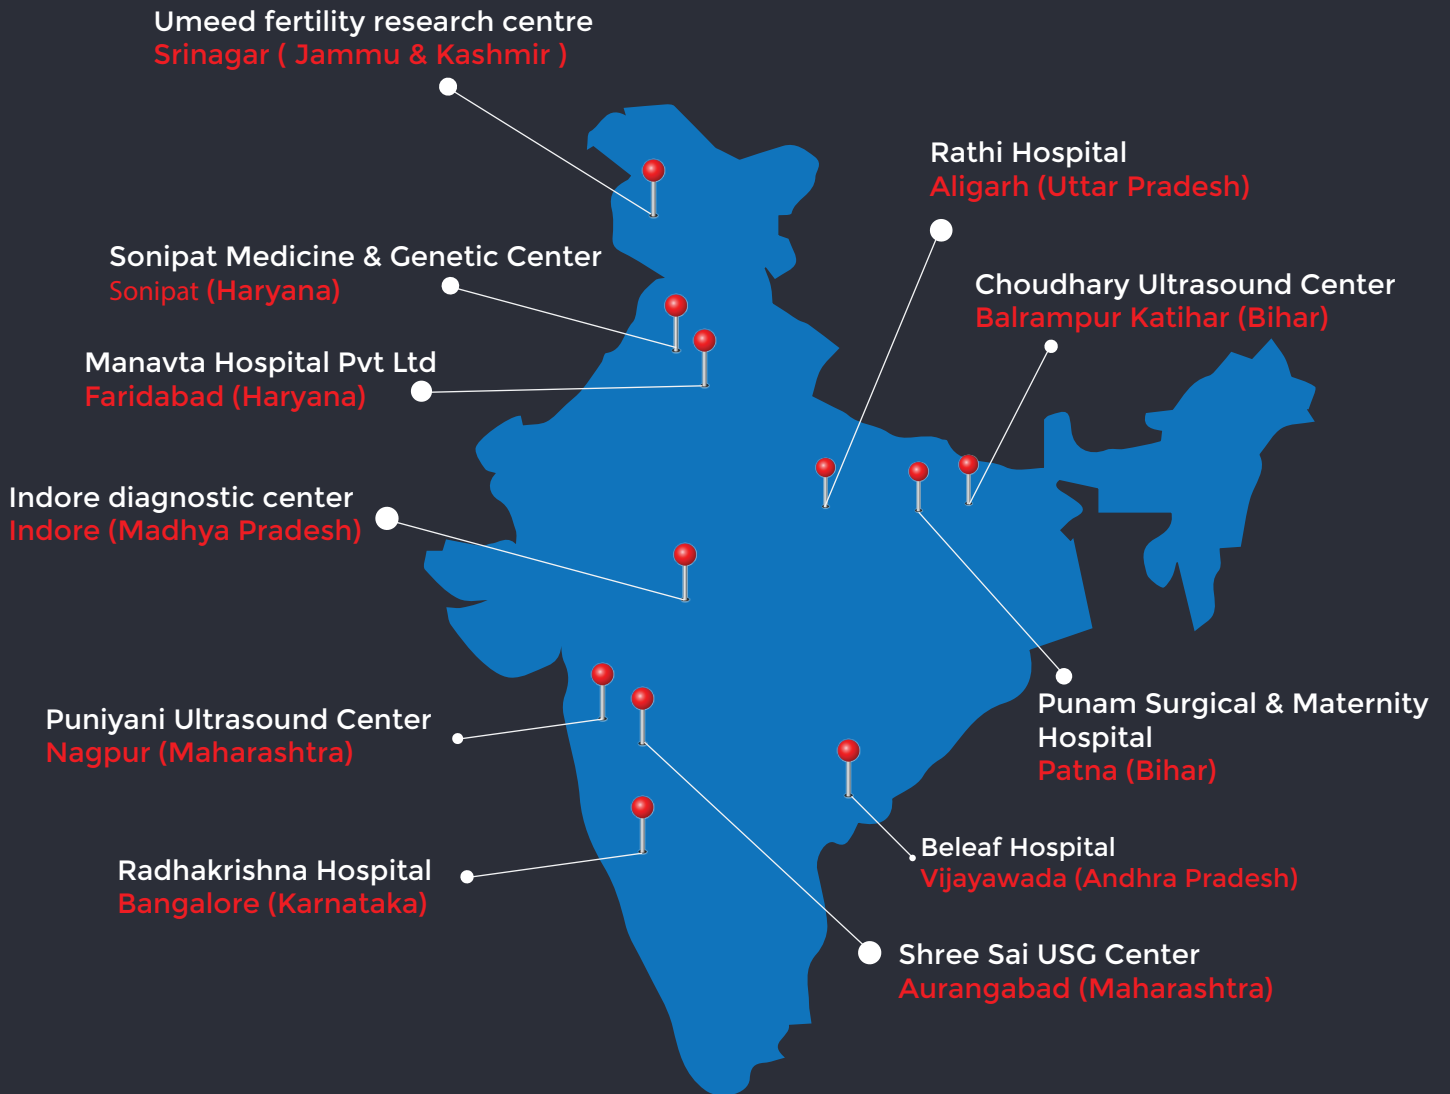 Umeed fertility research centre
Srinagar ( Jammu & Kashmir )
Rathi Hospital
Aligarh (Uttar Pradesh)
Sonipat Medicine & Genetic Center
Sonipat (Haryana)
Choudhary Ultrasound Center
Balrampur Katihar (Bihar)
Manavta Hospital Pvt Ltd
Faridabad (Haryana)
Indore diagnostic center
Indore (Madhya Pradesh)
Punam Surgical & Maternity
Hospital
Patna (Bihar)
Puniyani Ultrasound Center
Nagpur (Maharashtra)
Beleaf Hospital
Vijayawada (Andhra Pradesh)
Radhakrishna Hospital
Bangalore (Karnataka)
Shree Sai USG Center
Aurangabad (Maharashtra)